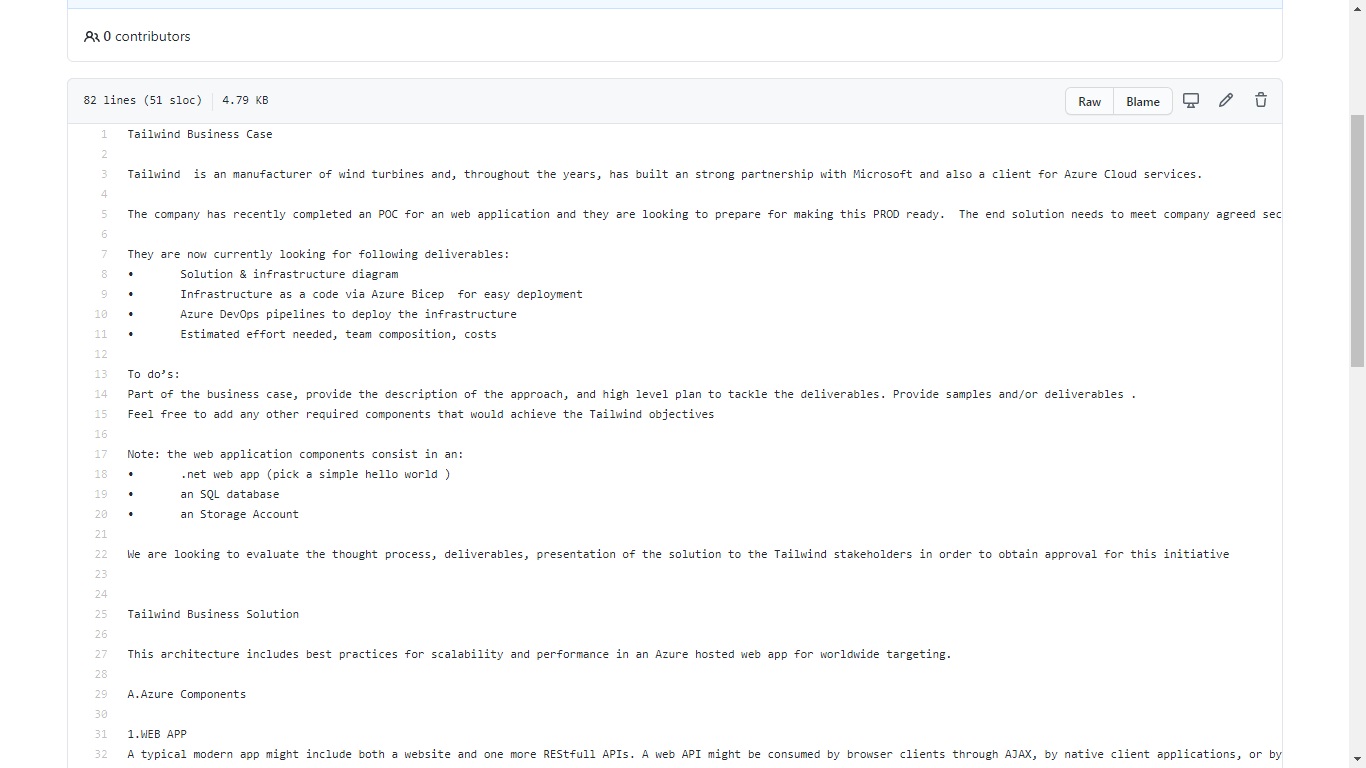 0 contributors
82 lines (51 sloc) 4.79 KB Raw Blame
1 Tailwind Business Case
2
3 Tailwind  is an manufacturer of wind turbines and, throughout the years, has built an strong partnership with Microsoft and also a client for Azure Cloud services.
4
5 The company has recently completed an POC for an web application and they are looking to prepare for making this PROD ready.  The end solution needs to meet company agreed sec
6
7 They are now currently looking for following deliverables:
8 • Solution & infrastructure diagram
9 • Infrastructure as a code via Azure Bicep  for easy deployment
10 • Azure DevOps pipelines to deploy the infrastructure
11 • Estimated effort needed, team composition, costs
12
13 To do’s:
14 Part of the business case, provide the description of the approach, and high level plan to tackle the deliverables. Provide samples and/or deliverables .
15 Feel free to add any other required components that would achieve the Tailwind objectives
16
17 Note: the web application components consist in an:
18 • .net web app (pick a simple hello world )
19 • an SQL database
20 • an Storage Account
21
22 We are looking to evaluate the thought process, deliverables, presentation of the solution to the Tailwind stakeholders in order to obtain approval for this initiative
23
24
25 Tailwind Business Solution
26
27 This architecture includes best practices for scalability and performance in an Azure hosted web app for worldwide targeting.
28
29 A.Azure Components
30
31 1.WEB APP
32 A typical modern app might include both a website and one more REStfull APIs. A web API might be consumed by browser clients through AJAX, by native client applications, or by